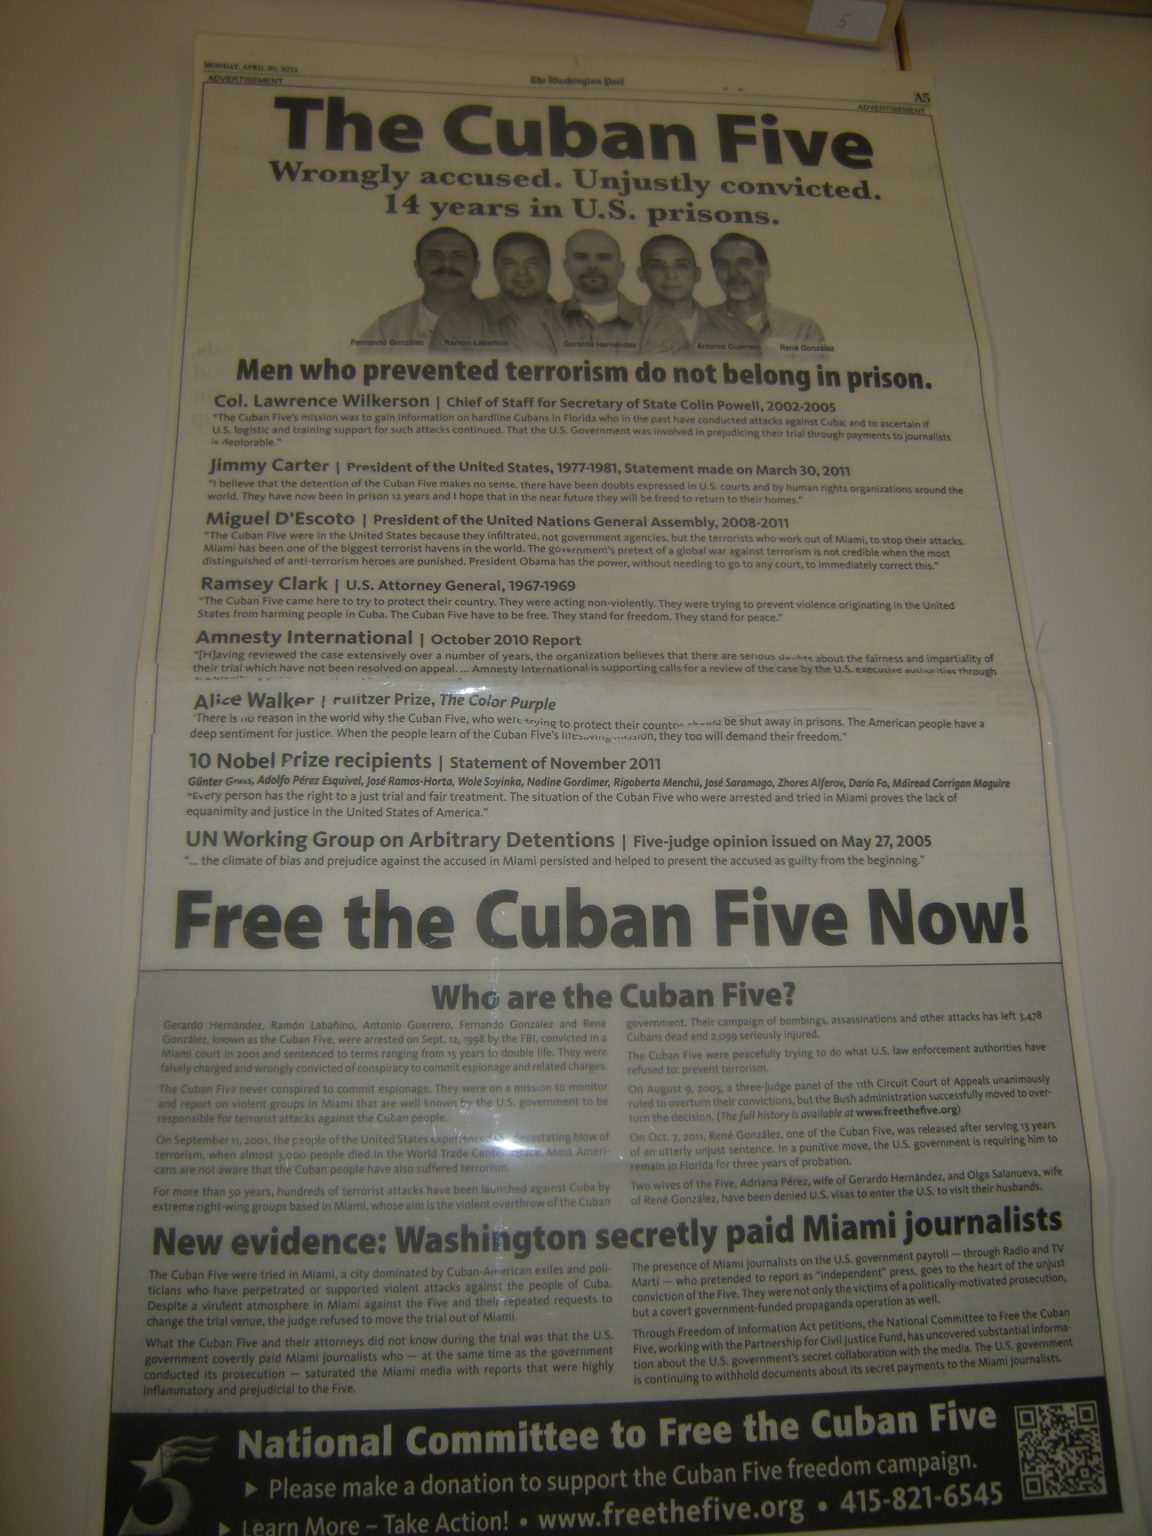 5
MONDAY, APRIL 30, 2012
The Washington Post
A5
ADVERTISEMENT
ADVERTISEMENT
The Cuban Five
Wrongly accused. Unjustly convicted.
14 years in U.S. prisons.
Fernando González Ramón Labañino Gerardo Hernández Antonio Guerrero René González
Men who prevented terrorism do not belong in prison.
Col. Lawrence Wilkerson | Chief of Staff for Secretary of State Colin Powell, 2002-2005
"The Cuban Five's mission was to gain information on hardline Cubans in Florida who in the past have conducted attacks against Cuba; and to ascertain if
U.S. logistic and training support for such attacks continued. That the U.S. Government was involved in prejudicing their trial through payments to journalists
is deplorable."
Jimmy Carter | President of the United States, 1977-1981, Statement made on March 30, 2011
"I believe that the detention of the Cuban Five makes no sense, there have been doubts expressed in U.S. courts and by human rights organizations around the
world. They have now been in prison 12 years and I hope that in the near future they will be freed to return to their homes."
Miguel D'Escoto | President of the United Nations General Assembly, 2008-2011
"The Cuban Five were in the United States because they infiltrated, not government agencies, but the terrorists who work out of Miami, to stop their attacks.
Miami has been one of the biggest terrorist havens in the world. The government's pretext of a global war against terrorism is not credible when the most
distinguished of anti-terrorism heroes are punished. President Obama has the power, without needing to go to any court, to immediately correct this."
Ramsey Clark | U.S. Attorney General, 1967-1969
"The Cuban Five came here to try to protect their country. They were acting non-violently. They were trying to prevent violence originating in the United
States from harming people in Cuba. The Cuban Five have to be free. They stand for freedom. They stand for peace."
Amnesty International | October 2010 Report
"[H]aving reviewed the case extensively over a number of years, the organization believes that there are serious doubts about the fairness and impartiality of
their trial which have not been resolved on appeal. ... Amnesty International is supporting calls for a review of the case by the U.S. executive authorities through
Alice Walker | Pulitzer Prize, The Color Purple
"There is no reason in the world why the Cuban Five, who were trying to protect their country should be shut away in prisons. The American people have a
deep sentiment for justice. When the people learn of the Cuban Five's lifesaving mission, they too will demand their freedom."
10 Nobel Prize recipients | Statement of November 2011
Günter Grass, Adolfo Pérez Esquivel, José Ramos-Horta, Wole Soyinka, Nadine Gordimer, Rigoberta Menchú, José Saramago, Zhores Alferov, Darío Fo, Máiread Corrigan Maguire
"Every person has the right to a just trial and fair treatment. The situation of the Cuban Five who were arrested and tried in Miami proves the lack of
equanimity and justice in the United States of America."
UN Working Group on Arbitrary Detentions | Five-judge opinion issued on May 27, 2005
"... the climate of bias and prejudice against the accused in Miami persisted and helped to present the accused as guilty from the beginning."
Free the Cuban Five Now!
Who are the Cuban Five?
Gerardo Hernández, Ramón Labañino, Antonio Guerrero, Fernando González and René
González, known as the Cuban Five, were arrested on Sept. 12, 1998 by the FBI, convicted in a
Miami court in 2001 and sentenced to terms ranging from 15 years to double life. They were
falsely charged and wrongly convicted of conspiracy to commit espionage and related charges.
The Cuban Five never conspired to commit espionage. They were on a mission to monitor
and report on violent groups in Miami that are well known by the U.S. government to be
responsible for terrorist attacks against the Cuban people.
On September 11, 2001, the people of the United States experienced the devastating blow of
terrorism, when almost 3,000 people died in the World Trade Center attack. Most Ameri-
cans are not aware that the Cuban people have also suffered terrorism.
For more than 50 years, hundreds of terrorist attacks have been launched against Cuba by
extreme right-wing groups based in Miami, whose aim is the violent overthrow of the Cuban
government. Their campaign of bombings, assassinations and other attacks has left 3,478
Cubans dead and 2,099 seriously injured.
The Cuban Five were peacefully trying to do what U.S. law enforcement authorities have
refused to: prevent terrorism.
On August 9, 2005, a three-judge panel of the 11th Circuit Court of Appeals unanimously
ruled to overturn their convictions, but the Bush administration successfully moved to over-
turn the decision. (The full history is available at www.freethefive.org)
On Oct. 7, 2011, René González, one of the Cuban Five, was released after serving 13 years
of an utterly unjust sentence. In a punitive move, the U.S. government is requiring him to
remain in Florida for three years of probation.
Two wives of the Five, Adriana Pérez, wife of Gerardo Hernández, and Olga Salanueva, wife
of René González, have been denied U.S. visas to enter the U.S. to visit their husbands.
New evidence: Washington secretly paid Miami journalists
The Cuban Five were tried in Miami, a city dominated by Cuban-American exiles and poli-
ticians who have perpetrated or supported violent attacks against the people of Cuba.
Despite a virulent atmosphere in Miami against the Five and their repeated requests to
change the trial venue, the judge refused to move the trial out of Miami.
What the Cuban Five and their attorneys did not know during the trial was that the U.S.
government covertly paid Miami journalists who — at the same time as the government
conducted its prosecution — saturated the Miami media with reports that were highly
inflammatory and prejudicial to the Five.
The presence of Miami journalists on the U.S. government payroll — through Radio and TV
Martí — who pretended to report as "independent" press, goes to the heart of the unjust
conviction of the Five. They were not only the victims of a politically-motivated prosecution,
but a covert government-funded propaganda operation as well.
Through Freedom of Information Act petitions, the National Committee to Free the Cuban
Five, working with the Partnership for Civil Justice Fund, has uncovered substantial informa-
tion about the U.S. government's secret collaboration with the media. The U.S. government
is continuing to withhold documents about its secret payments to the Miami journalists.
5
National Committee to Free the Cuban Five
▶ Please make a donation to support the Cuban Five freedom campaign.
▶ Learn More – Take Action! • www.freethefive.org • 415-821-6545